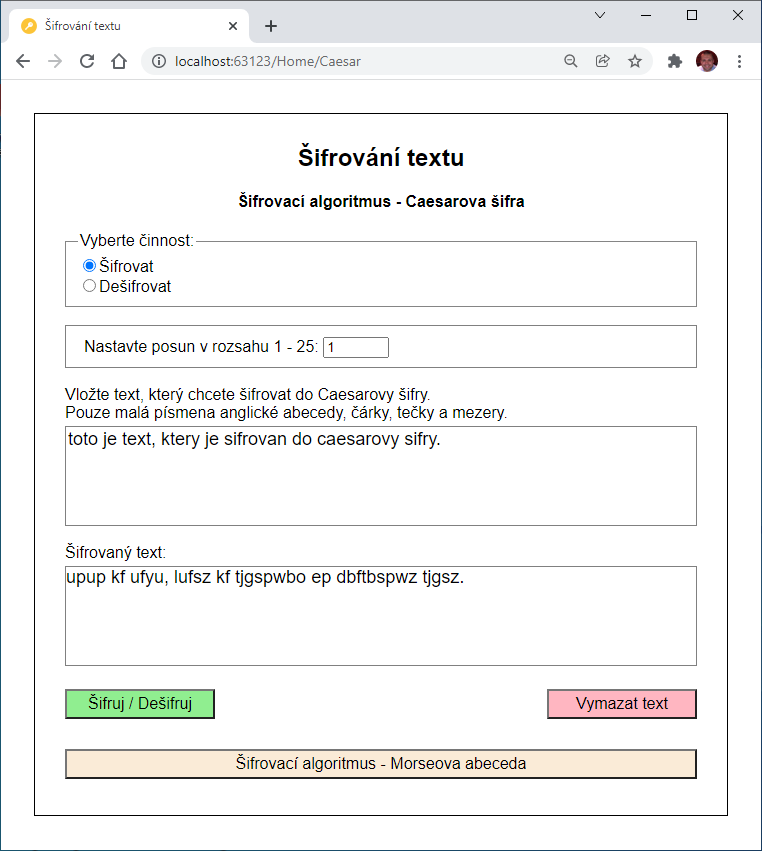 Šifrování textu
localhost:63123/Home/Caesar
Šifrování textu
Šifrovací algoritmus - Caesarova šifra
Vyberte činnost:
Šifrovat
Dešifrovat
Nastavte posun v rozsahu 1 - 25: 1
Vložte text, který chcete šifrovat do Caesarovy šifry.
Pouze malá písmena anglické abecedy, čárky, tečky a mezery.
toto je text, ktery je sifrovan do caesarovy sifry.
Šifrovaný text:
upup kf ufyu, lufsz kf tjgspwbo ep dbftbspwz tjgsz.
Šifruj / Dešifruj Vymazat text
Šifrovací algoritmus - Morseova abeceda